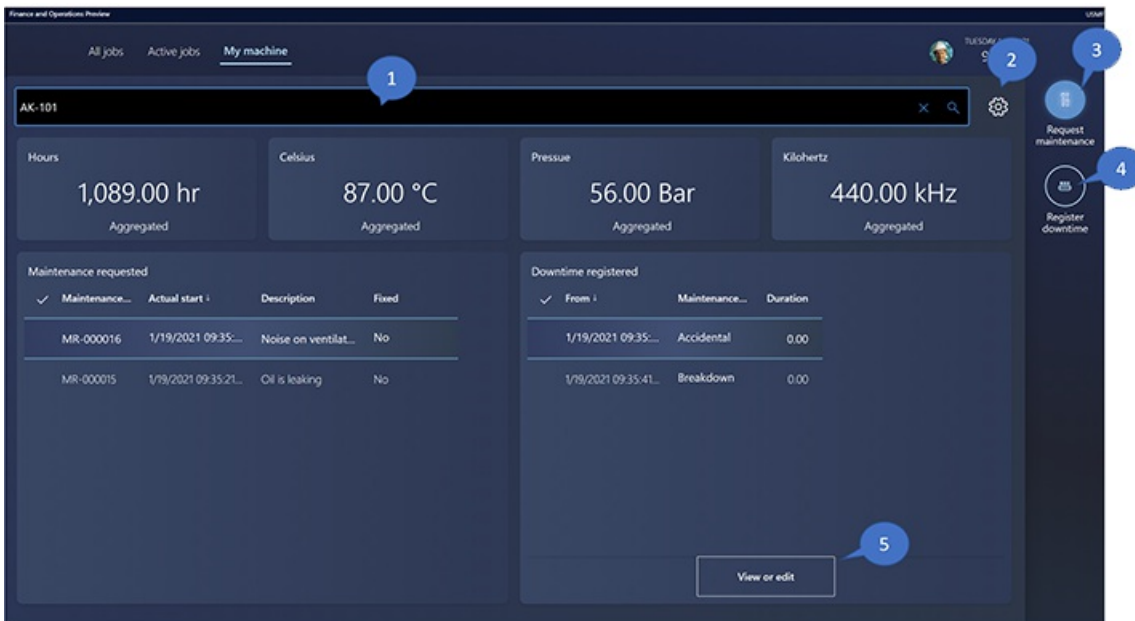 Finance and Operations Preview USMF
All jobs Active jobs My machine
TUESDAY
1
2
3
AK-101
Request
maintenance
Hours Celsius Pressue Kilohertz
1,089.00 hr 87.00 °C 56.00 Bar 440.00 kHz
Aggregated Aggregated Aggregated Aggregated
4
Register
downtime
Maintenance requested Downtime registered
Maintenance... Actual start Description Fixed From Maintenance... Duration
MR-000016 1/19/2021 09:35:... Noise on ventilat... No 1/19/2021 09:35:... Accidental 0.00
MR-000015 1/19/2021 09:35:21... Oil is leaking No 1/19/2021 09:35:41... Breakdown 0.00
5
View or edit